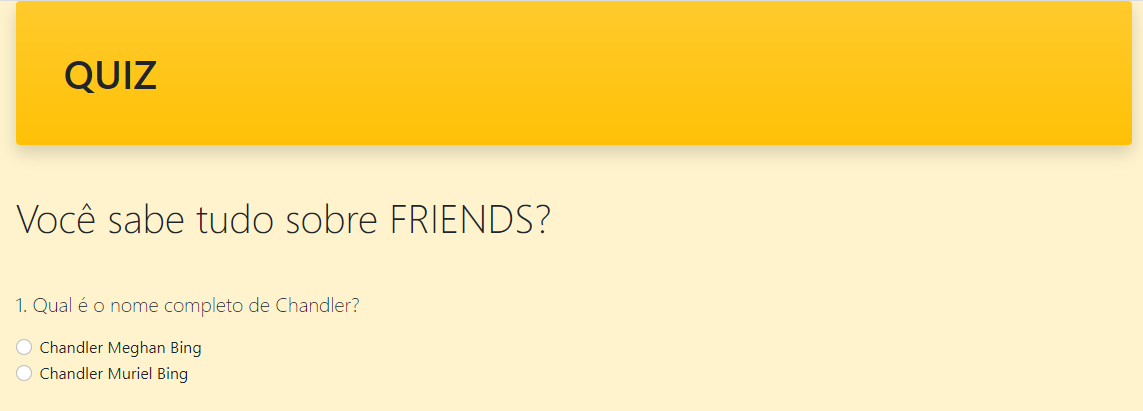 QUIZ
Você sabe tudo sobre FRIENDS?
1. Qual é o nome completo de Chandler?
Chandler Meghan Bing
Chandler Muriel Bing